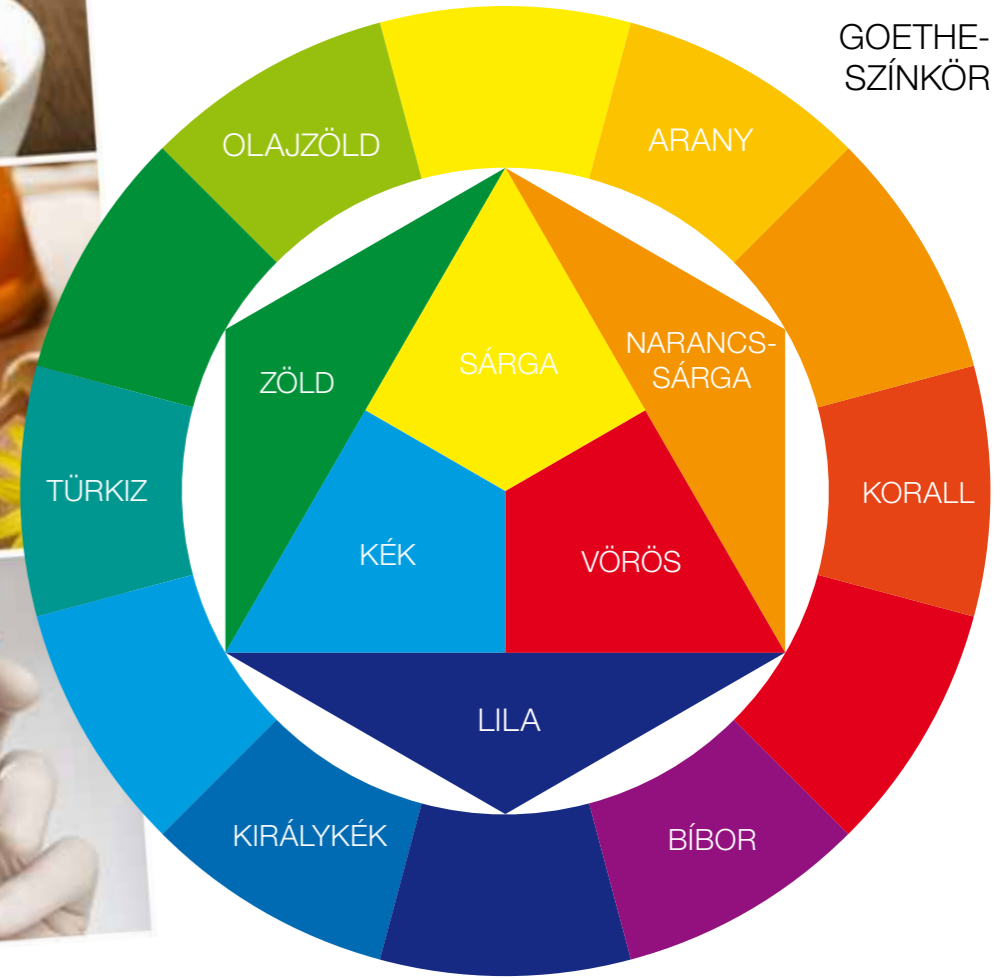 GOETHE-
SZÍNKÖR
OLAJZÖLD
ARANY
ZÖLD
SÁRGA
NARANCS-
SÁRGA
TÜRKIZ
KORALL
KÉK
VÖRÖS
LILA
KIRÁLYKÉK
BÍBOR